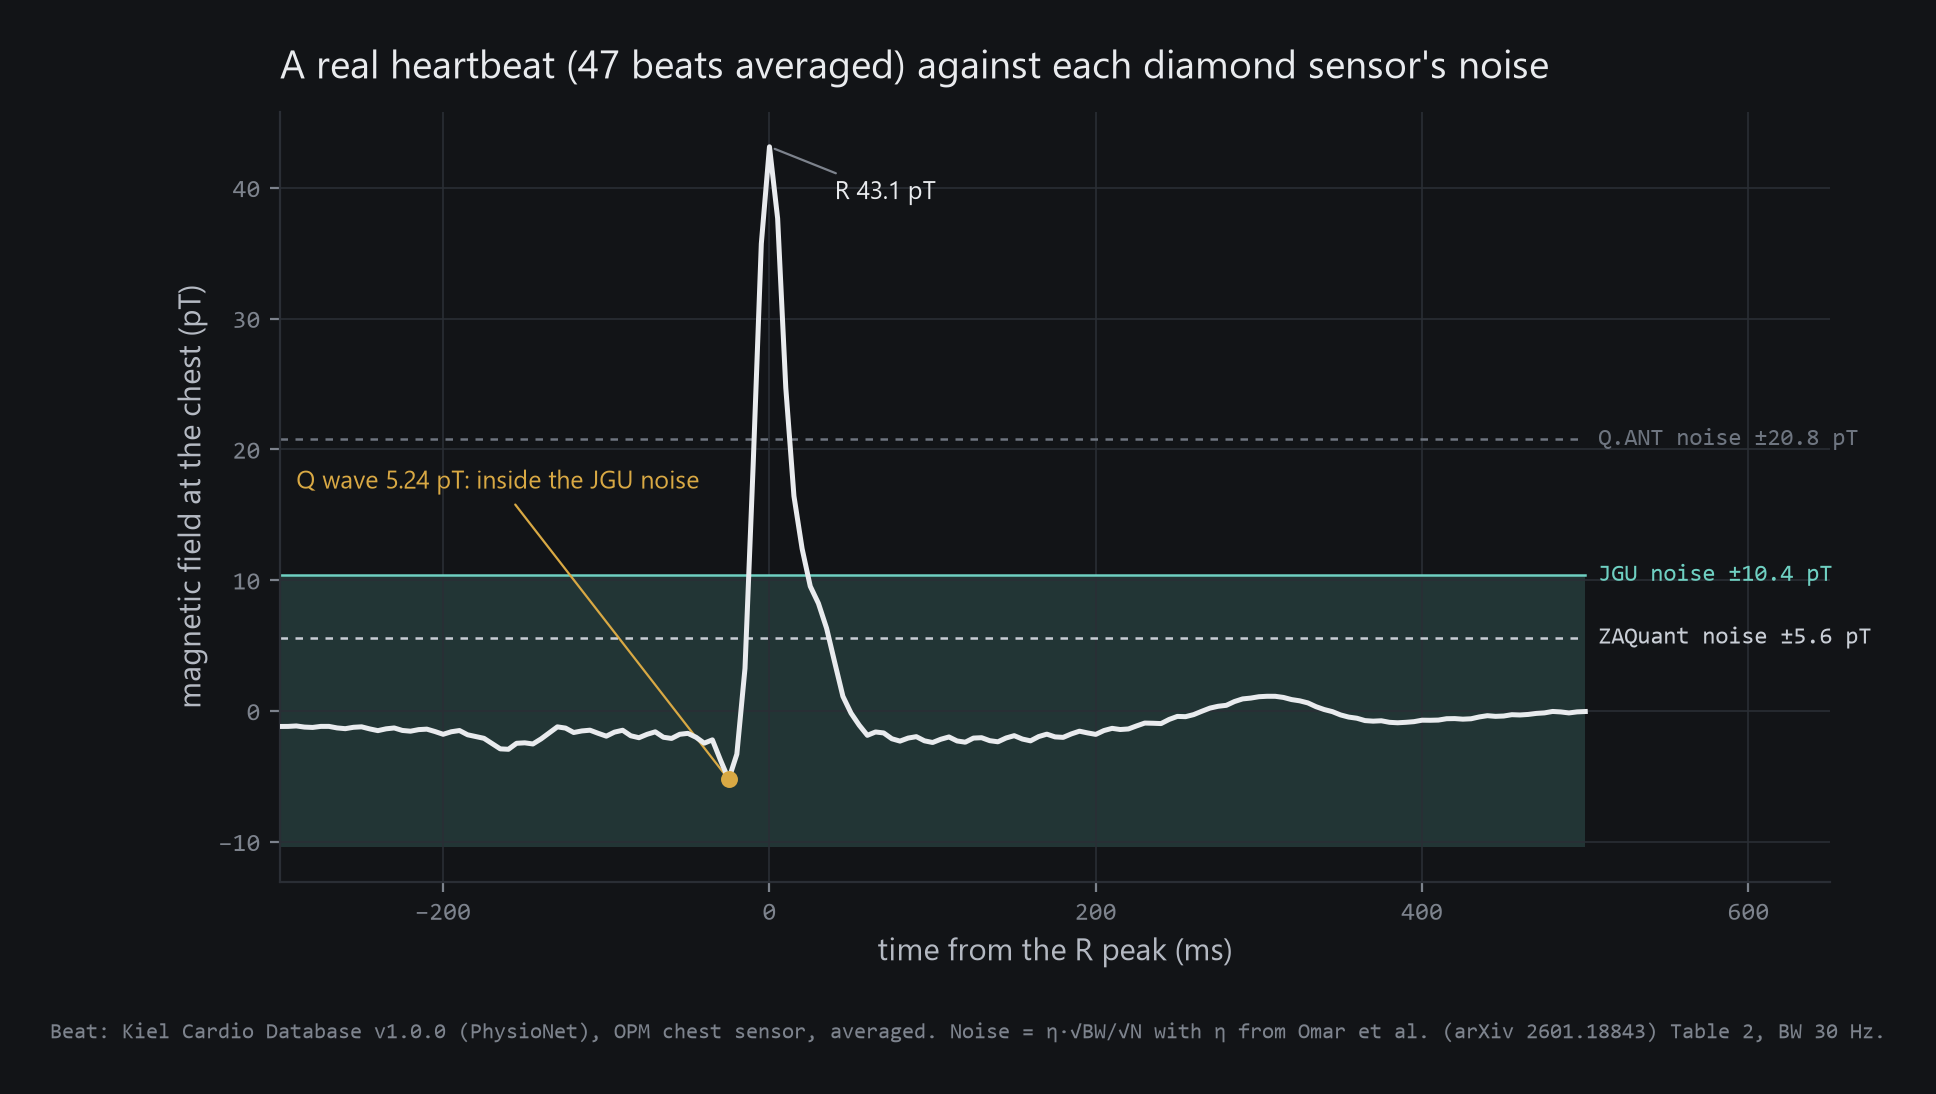 A real heartbeat (47 beats averaged) against each diamond sensor's noise
magnetic field at the chest (pT)
40
30
20
10
0
−10
R 43.1 pT
Q.ANT noise ±20.8 pT
Q wave 5.24 pT: inside the JGU noise
JGU noise ±10.4 pT
ZAQuant noise ±5.6 pT
−200
0
200
400
600
time from the R peak (ms)
Beat: Kiel Cardio Database v1.0.0 (PhysioNet), OPM chest sensor, averaged. Noise = η·√BW/√N with η from Omar et al. (arXiv 2601.18843) Table 2, BW 30 Hz.